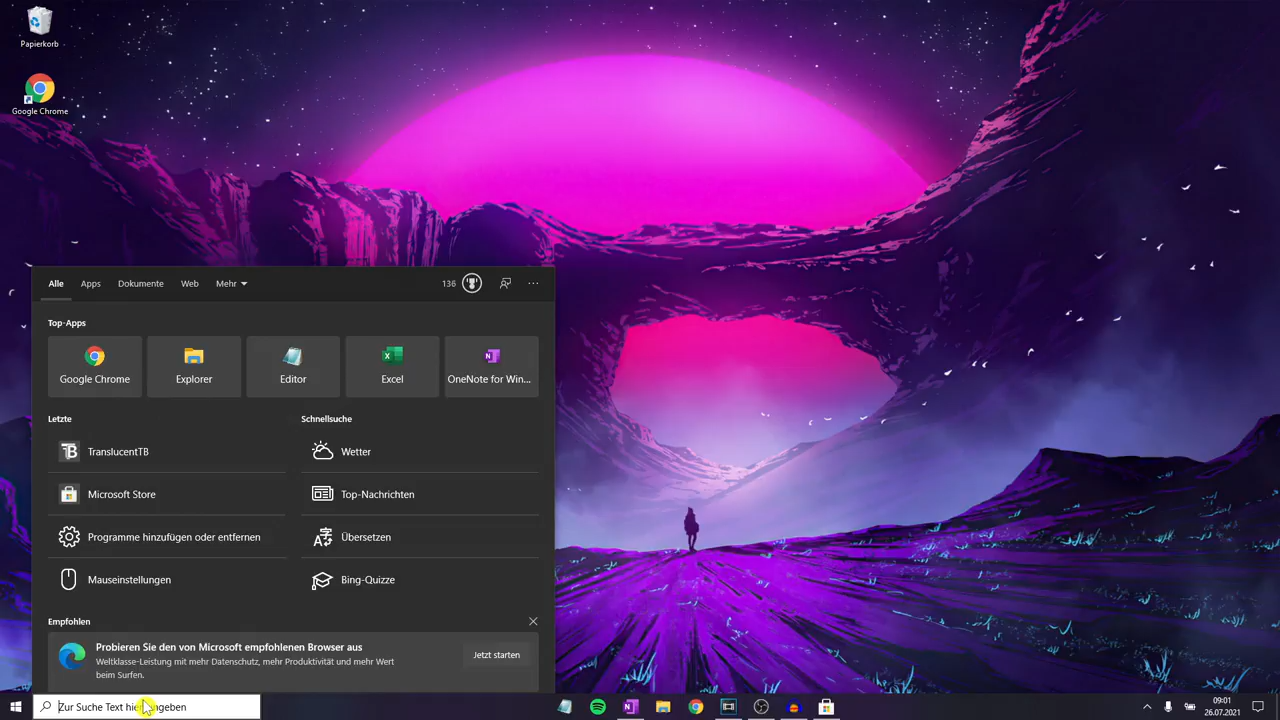 Papierkorb
Google Chrome
Alle Apps Dokumente Web Mehr 136 ...
Top-Apps
Google Chrome Explorer Editor Excel OneNote for Win...
Letzte Schnellsuche
TranslucentTB Wetter
Microsoft Store Top-Nachrichten
Programme hinzufügen oder entfernen Übersetzen
Mauseinstellungen Bing-Quizze
Empfohlen
Probieren Sie den von Microsoft empfohlenen Browser aus
Weltklasse-Leistung mit mehr Datenschutz, mehr Produktivität und mehr Wert
beim Surfen.
Jetzt starten
Zur Suche Text hier eingeben
09:01
26.07.2021